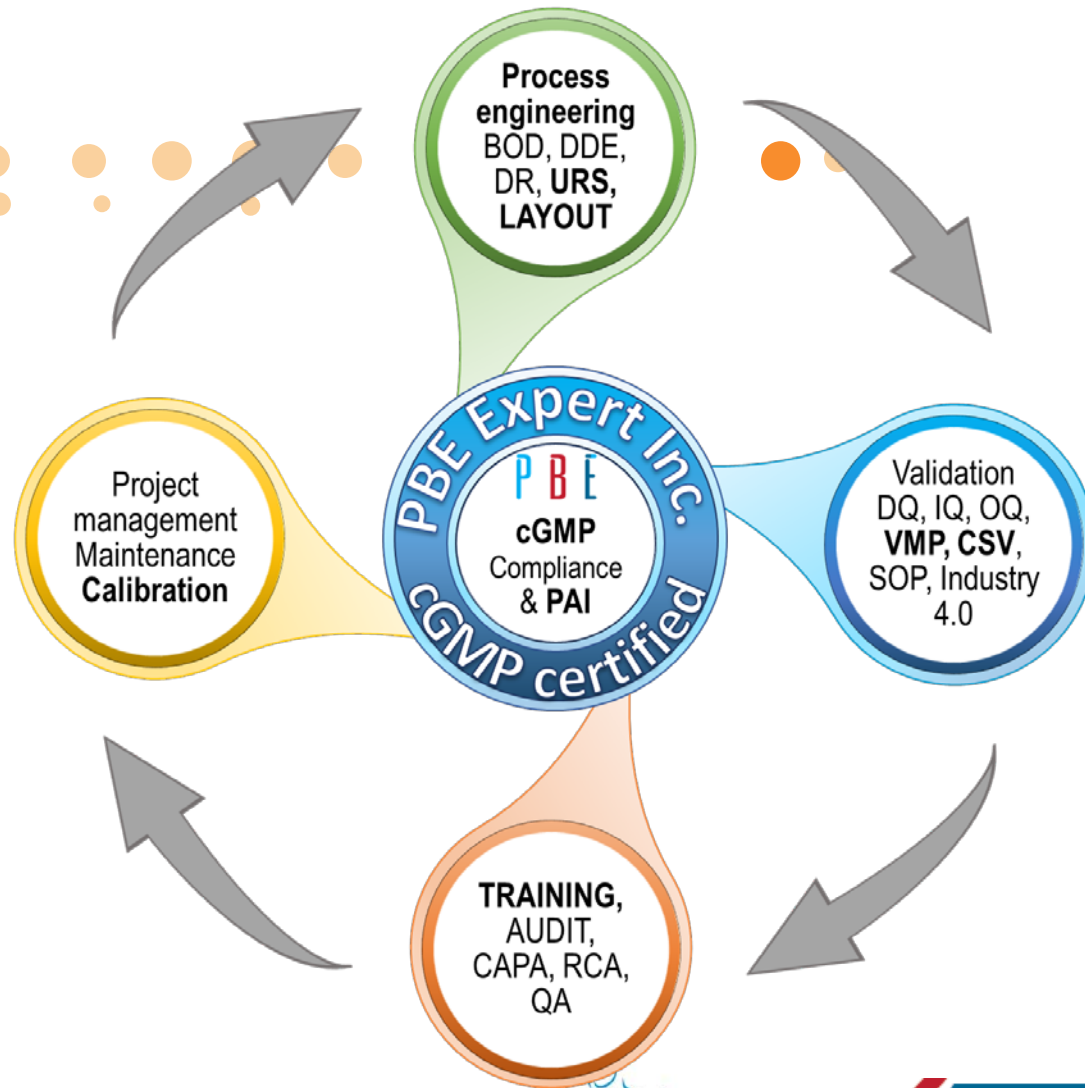 Process
engineering
BOD, DDE,
DR, URS,
LAYOUT
PBE Expert Inc.
PBE
cGMP
Compliance
& PAI
cGMP certified
Project
management
Maintenance
Calibration
Validation
DQ, IQ, OQ,
VMP, CSV,
SOP, Industry
4.0
TRAINING,
AUDIT,
CAPA, RCA,
QA